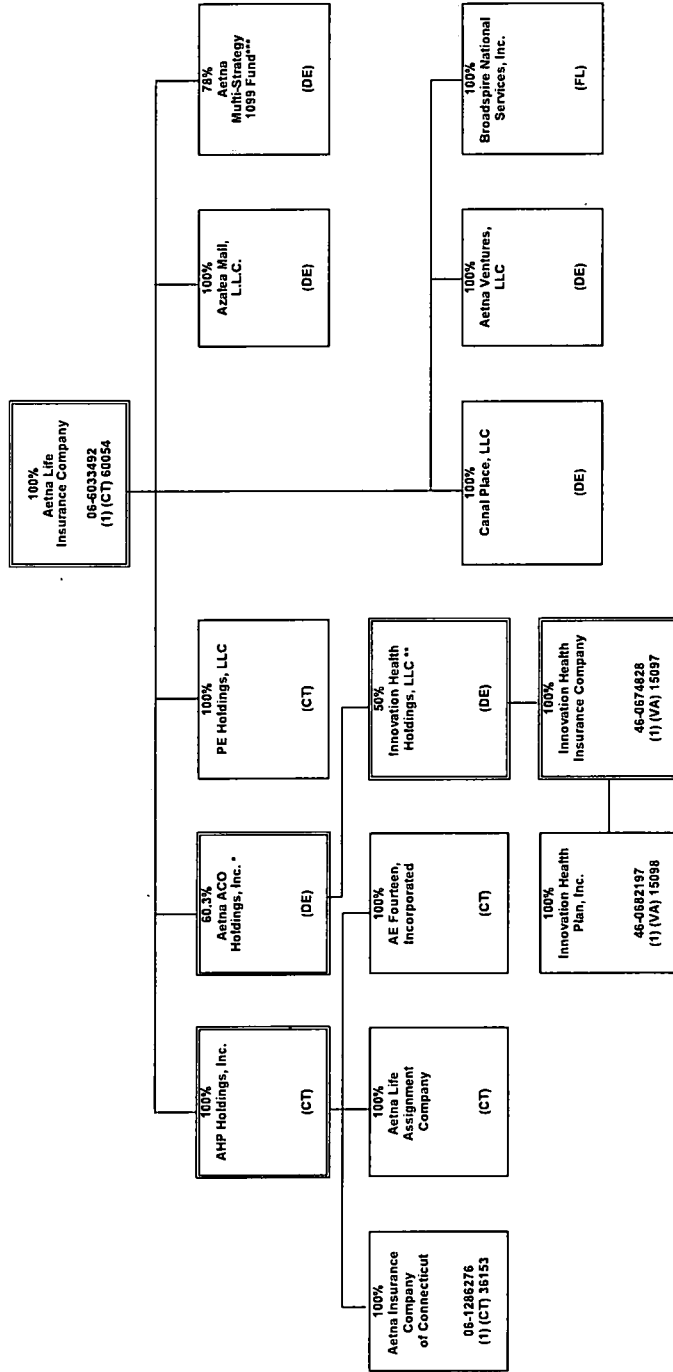 100%
Aetna Life
Insurance Company
06-6033492
(1) (CT) 60054
100%
AHP Holdings, Inc.
(CT)
60.3%
Aetna ACO
Holdings, Inc. *
(DE)
100%
PE Holdings, LLC
(CT)
100%
Azalea Mall,
L.L.C.
(DE)
78%
Aetna
Multi-Strategy
1099 Fund***
(DE)
100%
Aetna Insurance
Company
of Connecticut
06-1286276
(1) (CT) 36153
100%
Aetna Life
Assignment
Company
(CT)
100%
AE Fourteen,
Incorporated
(CT)
50%
Innovation Health
Holdings, LLC **
(DE)
100%
Canal Place, LLC
(DE)
100%
Aetna Ventures,
LLC
(DE)
100%
Broadspire National
Services, Inc.
(FL)
100%
Innovation Health
Plan, Inc.
46-0682197
(1) (VA) 15098
100%
Innovation Health
Insurance Company
46-0674828
(1) (VA) 15097